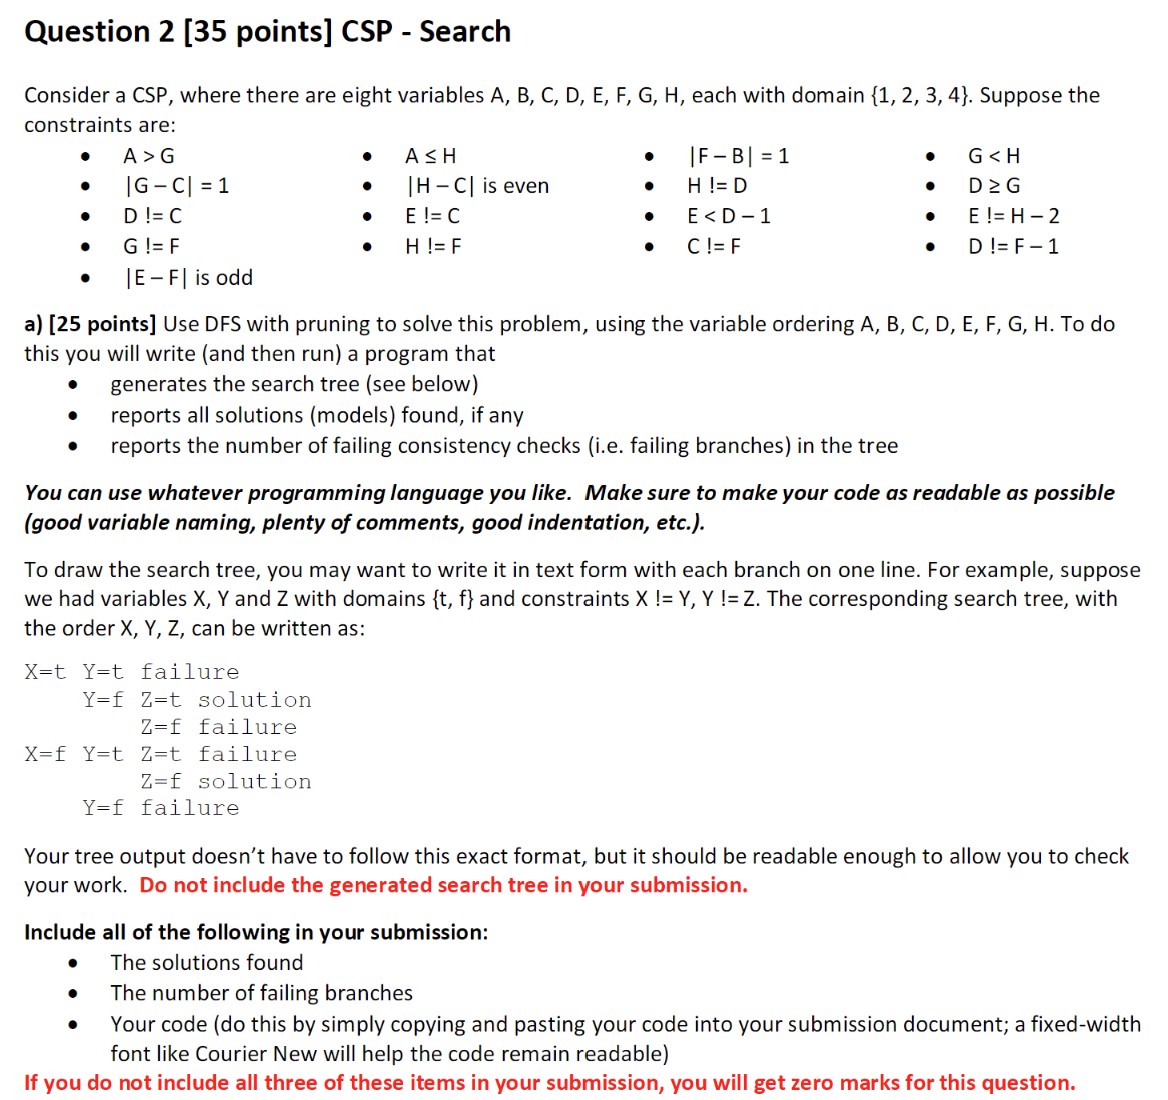 Question 2 [35 points] CSP - Search
Consider a CSP, where there are eight variables A, B, C, D, E, F, G, H, each with domain {1, 2, 3, 4}. Suppose the
constraints are:
• A > G • A ≤ H • |F – B| = 1 • G < H
• |G – C| = 1 • |H – C| is even • H != D • D ≥ G
• D != C • E != C • E < D – 1 • E != H – 2
• G != F • H != F • C != F • D != F – 1
• |E – F| is odd
a) [25 points] Use DFS with pruning to solve this problem, using the variable ordering A, B, C, D, E, F, G, H. To do
this you will write (and then run) a program that
• generates the search tree (see below)
• reports all solutions (models) found, if any
• reports the number of failing consistency checks (i.e. failing branches) in the tree
You can use whatever programming language you like. Make sure to make your code as readable as possible
(good variable naming, plenty of comments, good indentation, etc.).
To draw the search tree, you may want to write it in text form with each branch on one line. For example, suppose
we had variables X, Y and Z with domains {t, f} and constraints X != Y, Y != Z. The corresponding search tree, with
the order X, Y, Z, can be written as:
X=t Y=t failure
Y=f Z=t solution
Z=f failure
X=f Y=t Z=t failure
Z=f solution
Y=f failure
Your tree output doesn’t have to follow this exact format, but it should be readable enough to allow you to check
your work. Do not include the generated search tree in your submission.
Include all of the following in your submission:
• The solutions found
• The number of failing branches
• Your code (do this by simply copying and pasting your code into your submission document; a fixed-width
font like Courier New will help the code remain readable)
If you do not include all three of these items in your submission, you will get zero marks for this question.